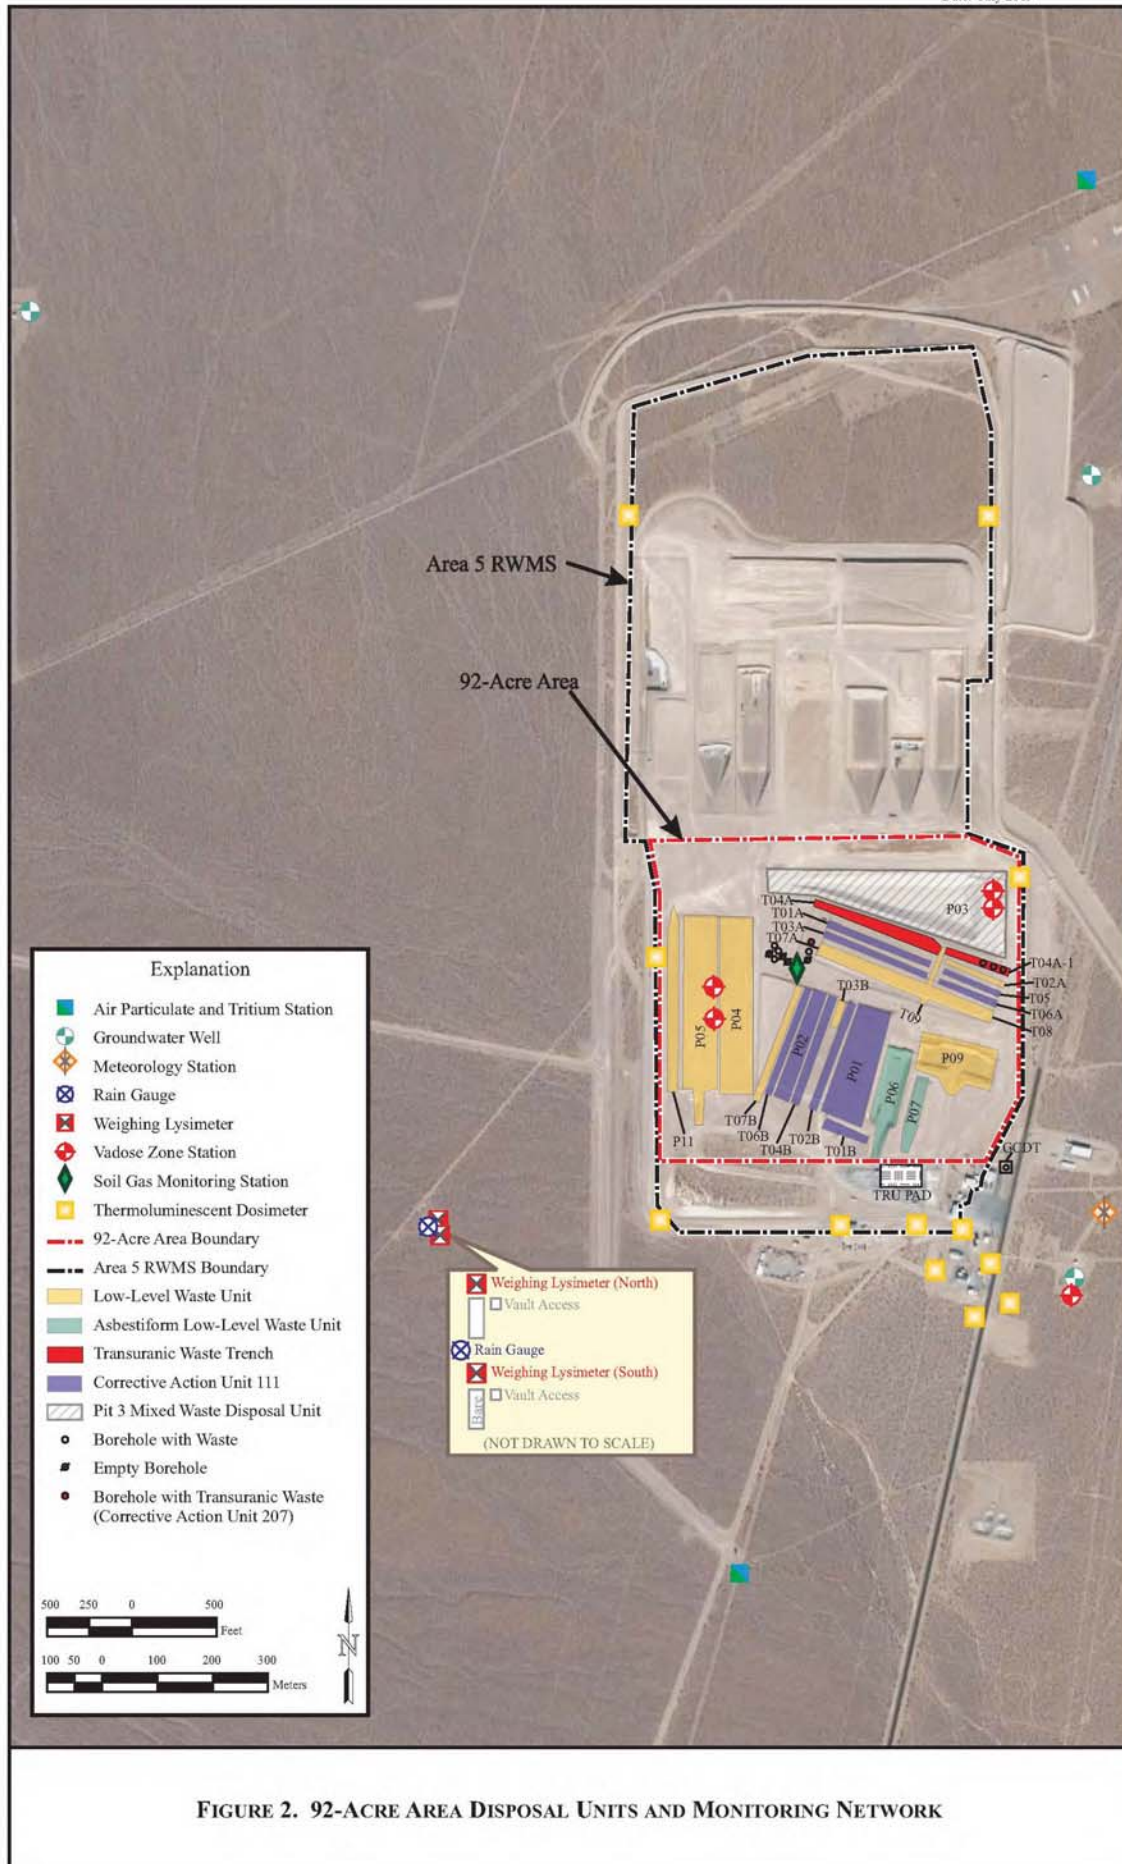 Area 5 RWMS
92-Acre Area
T04A
T01A
T03A
T07A
P03
T04A-1
T02A
T05
T06A
T08
T09
T03B
P05
P04
P02
P01
P06
P07
P09
P11
T07B
T06B
T04B
T02B
T01B
GCDT
TRU PAD
Weighing Lysimeter (North)
Vault Access
Rain Gauge
Weighing Lysimeter (South)
Vault Access
Bare
(NOT DRAWN TO SCALE)
Explanation
Air Particulate and Tritium Station
Groundwater Well
Meteorology Station
Rain Gauge
Weighing Lysimeter
Vadose Zone Station
Soil Gas Monitoring Station
Thermoluminescent Dosimeter
92-Acre Area Boundary
Area 5 RWMS Boundary
Low-Level Waste Unit
Asbestiform Low-Level Waste Unit
Transuranic Waste Trench
Corrective Action Unit 111
Pit 3 Mixed Waste Disposal Unit
Borehole with Waste
Empty Borehole
Borehole with Transuranic Waste
(Corrective Action Unit 207)
500 250 0 500
Feet
100 50 0 100 200 300
Meters
N
FIGURE 2. 92-ACRE AREA DISPOSAL UNITS AND MONITORING NETWORK